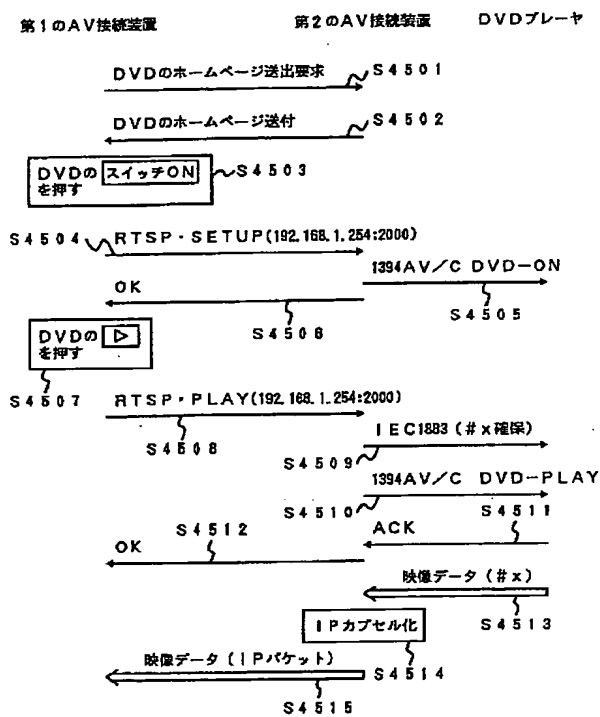 第1のAV接続装置 第2のAV接続装置 DVDプレーヤ
DVDのホームページ送出要求 S4501
DVDのホームページ送付 S4502
DVDの スイッチON
を押す
S4503
S4504 RTSP・SETUP(192.168.1.254:2000)
1394AV/C DVD-ON
OK
S4505
S4506
DVDの ▷
を押す
S4507
RTSP・PLAY(192.168.1.254:2000)
S4508
IEC1883(#x確保)
S4509
1394AV/C DVD-PLAY
S4510
S4511
S4512
ACK
OK
映像データ(#x)
S4513
IPカプセル化
S4514
映像データ(IPパケット)
S4515